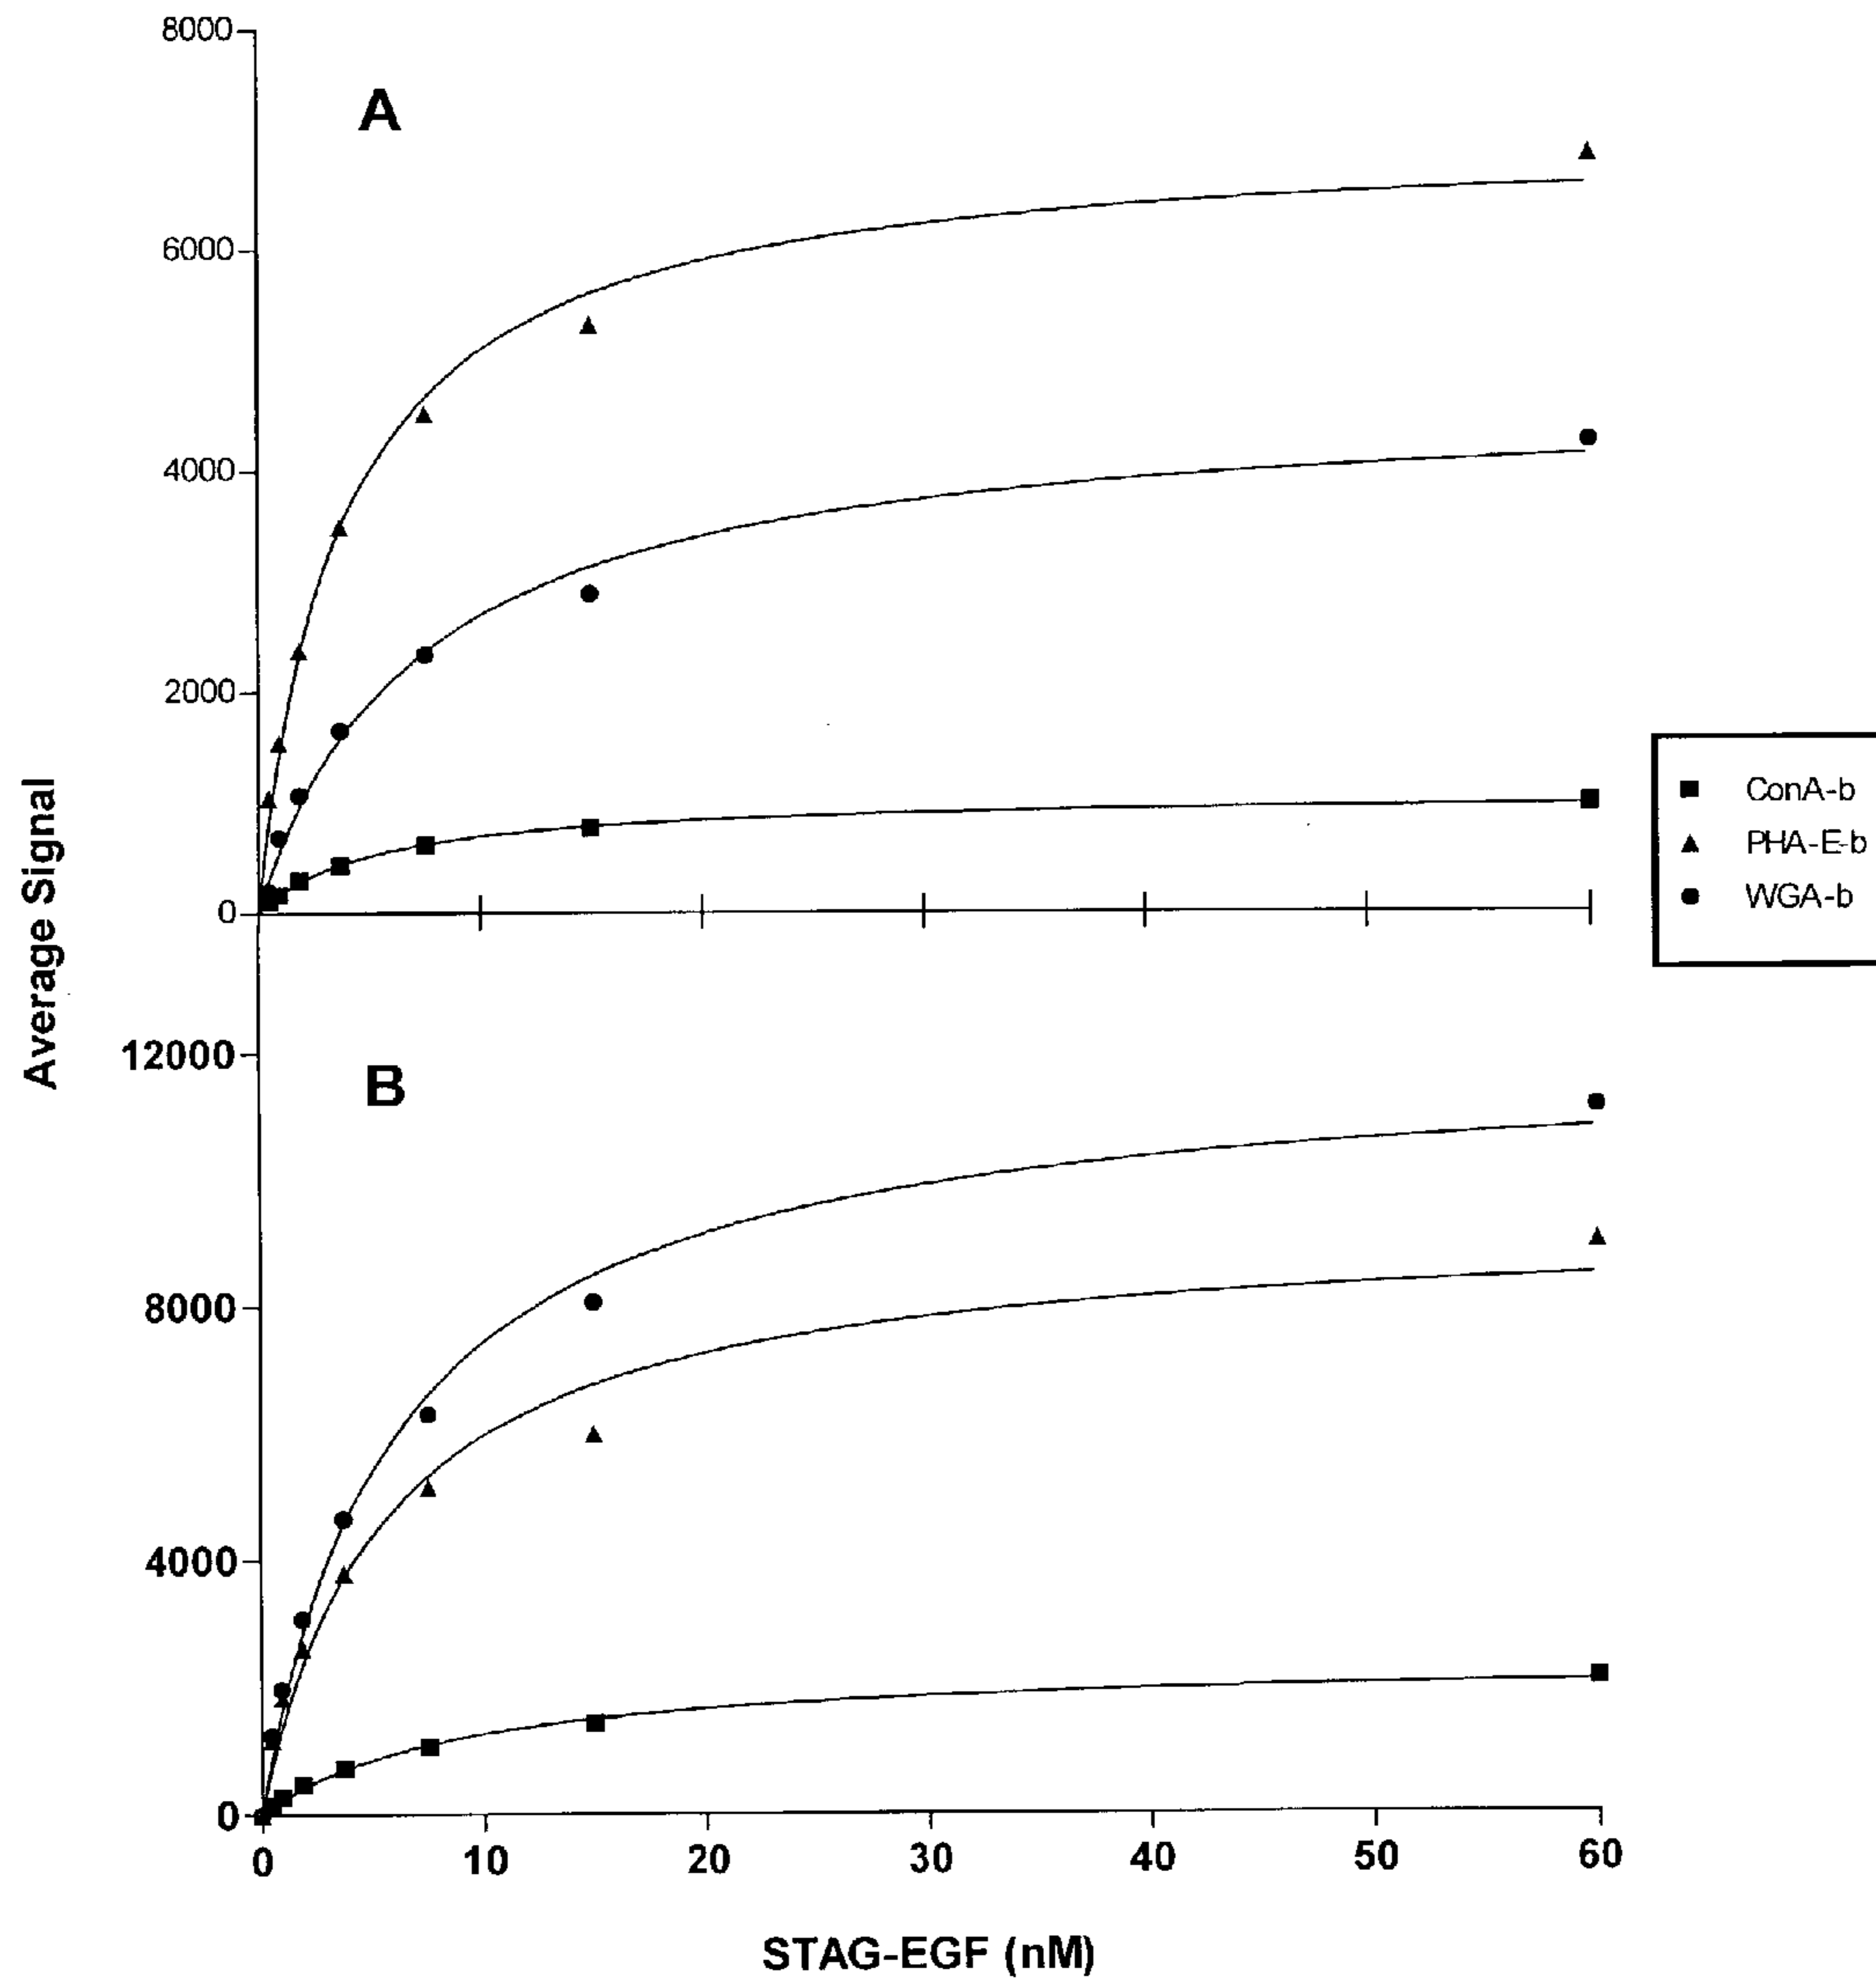 8000
A
6000
4000
2000
0
Average Signal
ConA-b
PHA-E-b
WGA-b
12000
B
8000
4000
0
0 10 20 30 40 50 60
STAG-EGF (nM)